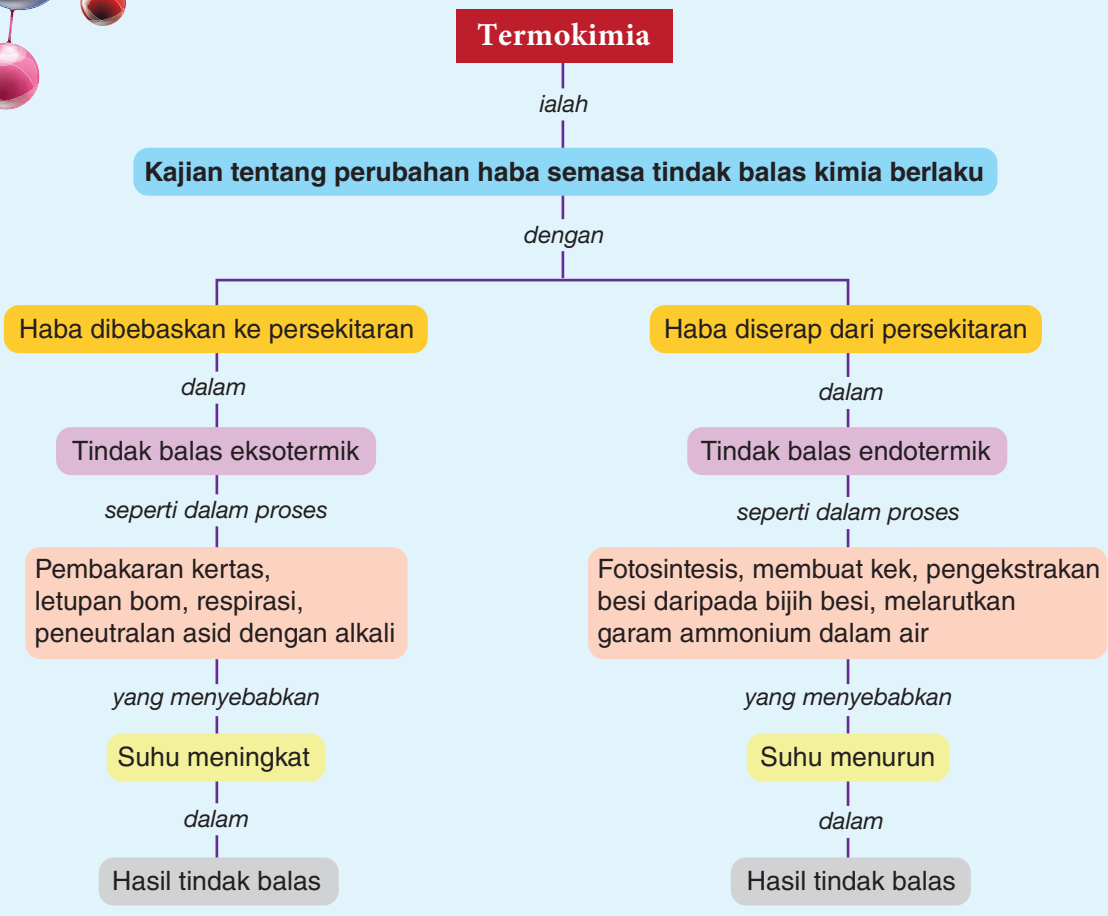 Termokimia
ialah
Kajian tentang perubahan haba semasa tindak balas kimia berlaku
dengan
Haba dibebaskan ke persekitaran
dalam
Tindak balas eksotermik
seperti dalam proses
Pembakaran kertas,
letupan bom, respirasi,
peneutralan asid dengan alkali
yang menyebabkan
Suhu meningkat
dalam
Hasil tindak balas
Haba diserap dari persekitaran
dalam
Tindak balas endotermik
seperti dalam proses
Fotosintesis, membuat kek, pengekstrakan
besi daripada bijih besi, melarutkan
garam ammonium dalam air
yang menyebabkan
Suhu menurun
dalam
Hasil tindak balas